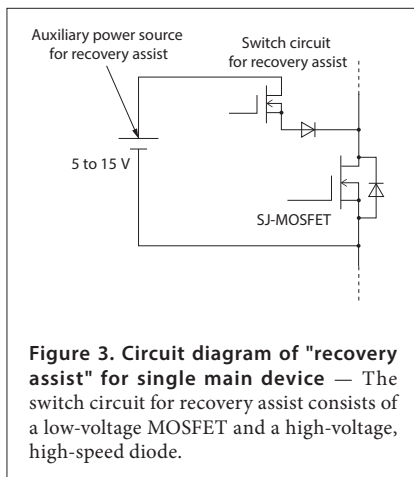 Auxiliary power source
for recovery assist
Switch circuit
for recovery assist
5 to 15 V
SJ-MOSFET
Figure 3. Circuit diagram of "recovery
assist" for single main device — The
switch circuit for recovery assist consists of
a low-voltage MOSFET and a high-voltage,
high-speed diode.